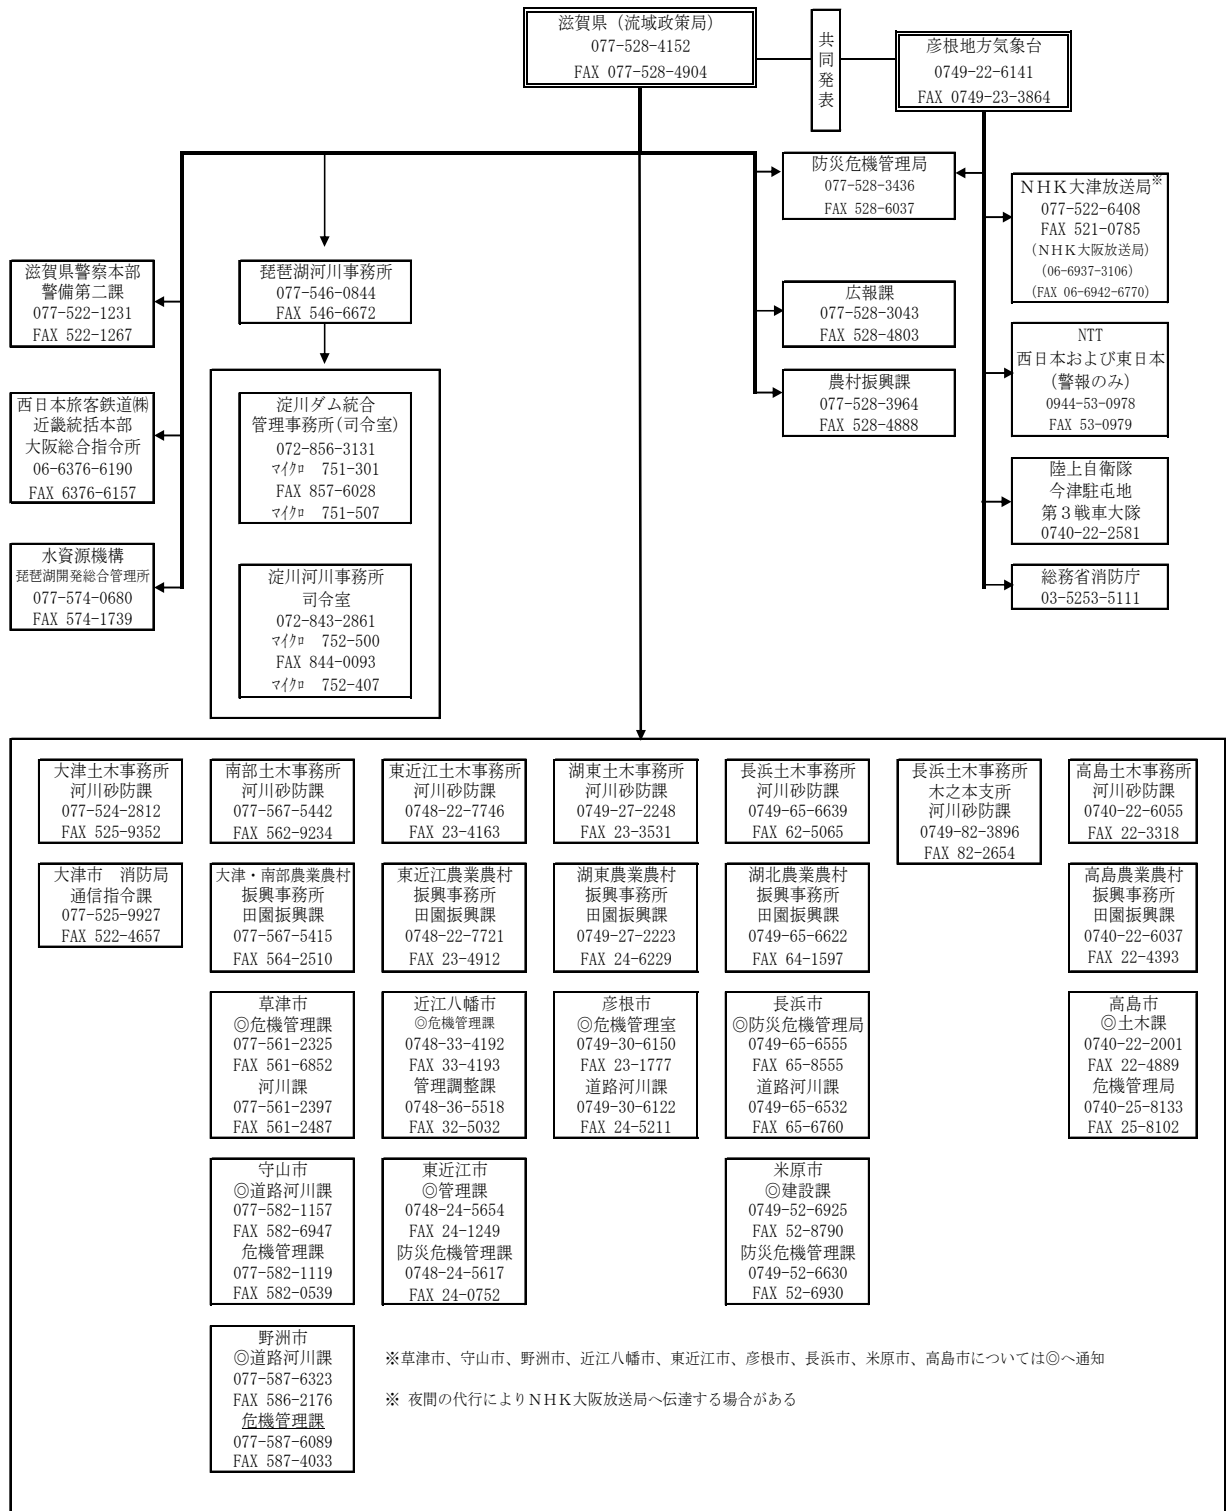 滋賀県（流域政策局）
077-528-4152
FAX 077-528-4904
共同発表
彦根地方気象台
0749-22-6141
FAX 0749-23-3864
防災危機管理局
077-528-3436
FAX 528-6037
NHK大津放送局※
077-522-6408
FAX 521-0785
(NHK大阪放送局)
(06-6937-3106)
(FAX 06-6942-6770)
滋賀県警察本部
警備第二課
077-522-1231
FAX 522-1267
琵琶湖河川事務所
077-546-0844
FAX 546-6672
広報課
077-528-3043
FAX 528-4803
NTT
西日本および東日本
(警報のみ)
0944-53-0978
FAX 53-0979
西日本旅客鉄道㈱
近畿統括本部
大阪総合指令所
06-6376-6190
FAX 6376-6157
淀川ダム統合
管理事務所(司令室)
072-856-3131
ﾏｲｸﾛ 751-301
FAX 857-6028
ﾏｲｸﾛ 751-507
農村振興課
077-528-3964
FAX 528-4888
陸上自衛隊
今津駐屯地
第３戦車大隊
0740-22-2581
水資源機構
琵琶湖開発総合管理所
077-574-0680
FAX 574-1739
淀川河川事務所
司令室
072-843-2861
ﾏｲｸﾛ 752-500
FAX 844-0093
ﾏｲｸﾛ 752-407
総務省消防庁
03-5253-5111
大津土木事務所
河川砂防課
077-524-2812
FAX 525-9352
南部土木事務所
河川砂防課
077-567-5442
FAX 562-9234
東近江土木事務所
河川砂防課
0748-22-7746
FAX 23-4163
湖東土木事務所
河川砂防課
0749-27-2248
FAX 23-3531
長浜土木事務所
河川砂防課
0749-65-6639
FAX 62-5065
長浜土木事務所
木之本支所
河川砂防課
0749-82-3896
FAX 82-2654
高島土木事務所
河川砂防課
0740-22-6055
FAX 22-3318
大津市　消防局
通信指令課
077-525-9927
FAX 522-4657
大津・南部農業農村
振興事務所
田園振興課
077-567-5415
FAX 564-2510
東近江農業農村
振興事務所
田園振興課
0748-22-7721
FAX 23-4912
湖東農業農村
振興事務所
田園振興課
0749-27-2223
FAX 24-6229
湖北農業農村
振興事務所
田園振興課
0749-65-6622
FAX 64-1597
高島農業農村
振興事務所
田園振興課
0740-22-6037
FAX 22-4393
草津市
◎危機管理課
077-561-2325
FAX 561-6852
河川課
077-561-2397
FAX 561-2487
近江八幡市
◎危機管理課
0748-33-4192
FAX 33-4193
管理調整課
0748-36-5518
FAX 32-5032
彦根市
◎危機管理室
0749-30-6150
FAX 23-1777
道路河川課
0749-30-6122
FAX 24-5211
長浜市
◎防災危機管理局
0749-65-6555
FAX 65-8555
道路河川課
0749-65-6532
FAX 65-6760
高島市
◎土木課
0740-22-2001
FAX 22-4889
危機管理局
0740-25-8133
FAX 25-8102
守山市
◎道路河川課
077-582-1157
FAX 582-6947
危機管理課
077-582-1119
FAX 582-0539
東近江市
◎管理課
0748-24-5654
FAX 24-1249
防災危機管理課
0748-24-5617
FAX 24-0752
米原市
◎建設課
0749-52-6925
FAX 52-8790
防災危機管理課
0749-52-6630
FAX 52-6930
野洲市
◎道路河川課
077-587-6323
FAX 586-2176
危機管理課
077-587-6089
FAX 587-4033
※草津市、守山市、野洲市、近江八幡市、東近江市、彦根市、長浜市、米原市、高島市については◎へ通知
※ 夜間の代行によりNHK大阪放送局へ伝達する場合がある